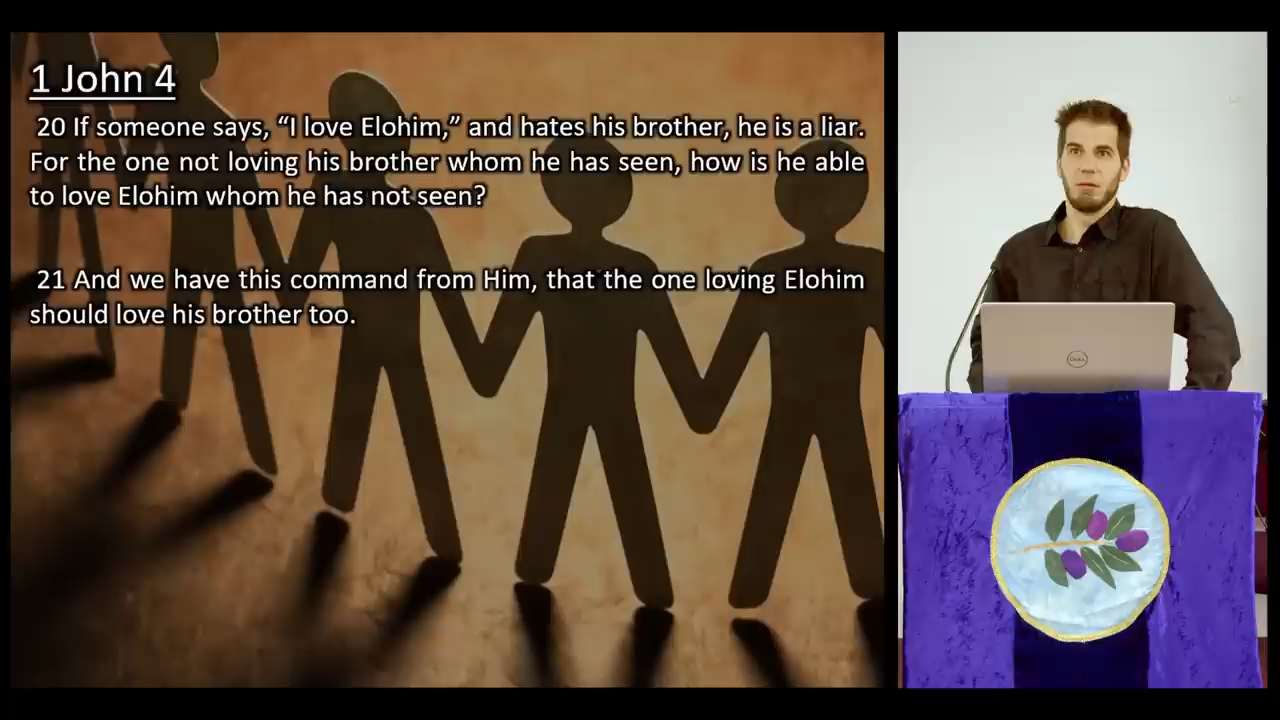 1 John 4
20 If someone says, “I love Elohim,” and hates his brother, he is a liar.
For the one not loving his brother whom he has seen, how is he able
to love Elohim whom he has not seen?
21 And we have this command from Him, that the one loving Elohim
should love his brother too.
DELL